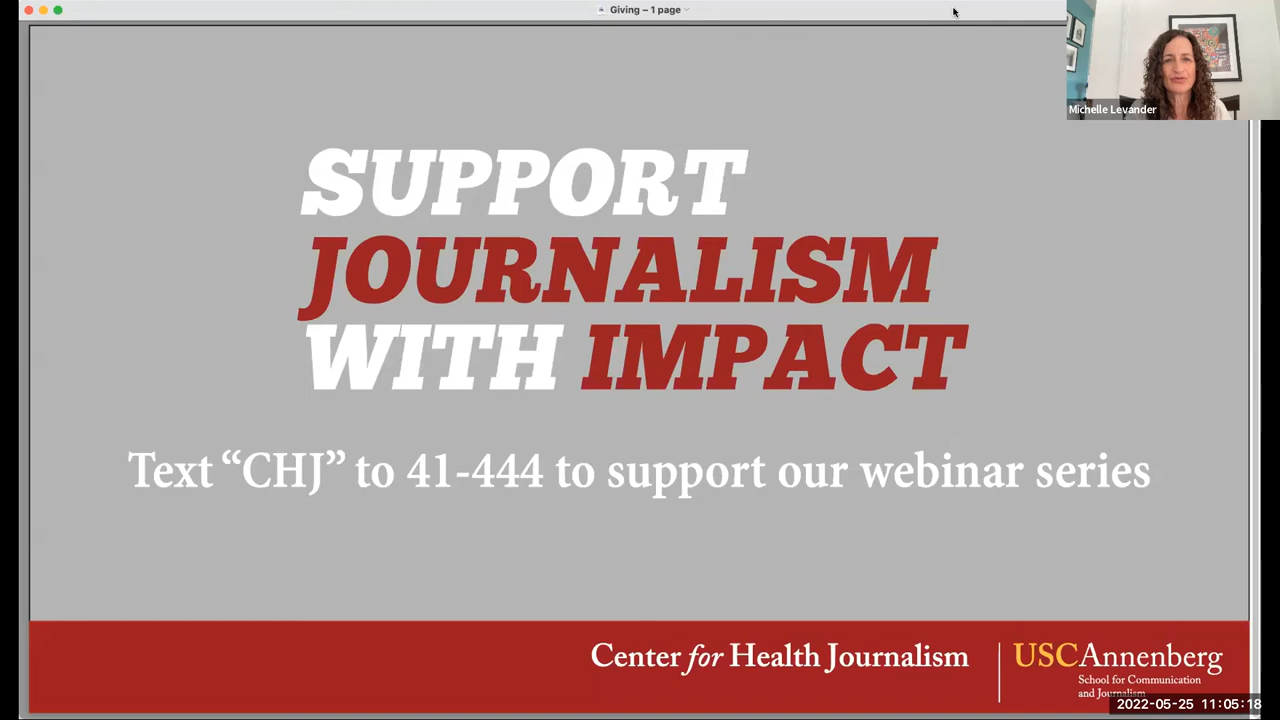 Giving – 1 page
Michelle Levander
SUPPORT
JOURNALISM
WITH IMPACT
Text “CHJ” to 41-444 to support our webinar series
Center for Health Journalism
USCAnnenberg
School for Communication
and Journalism
2022-05-25 11:05:18